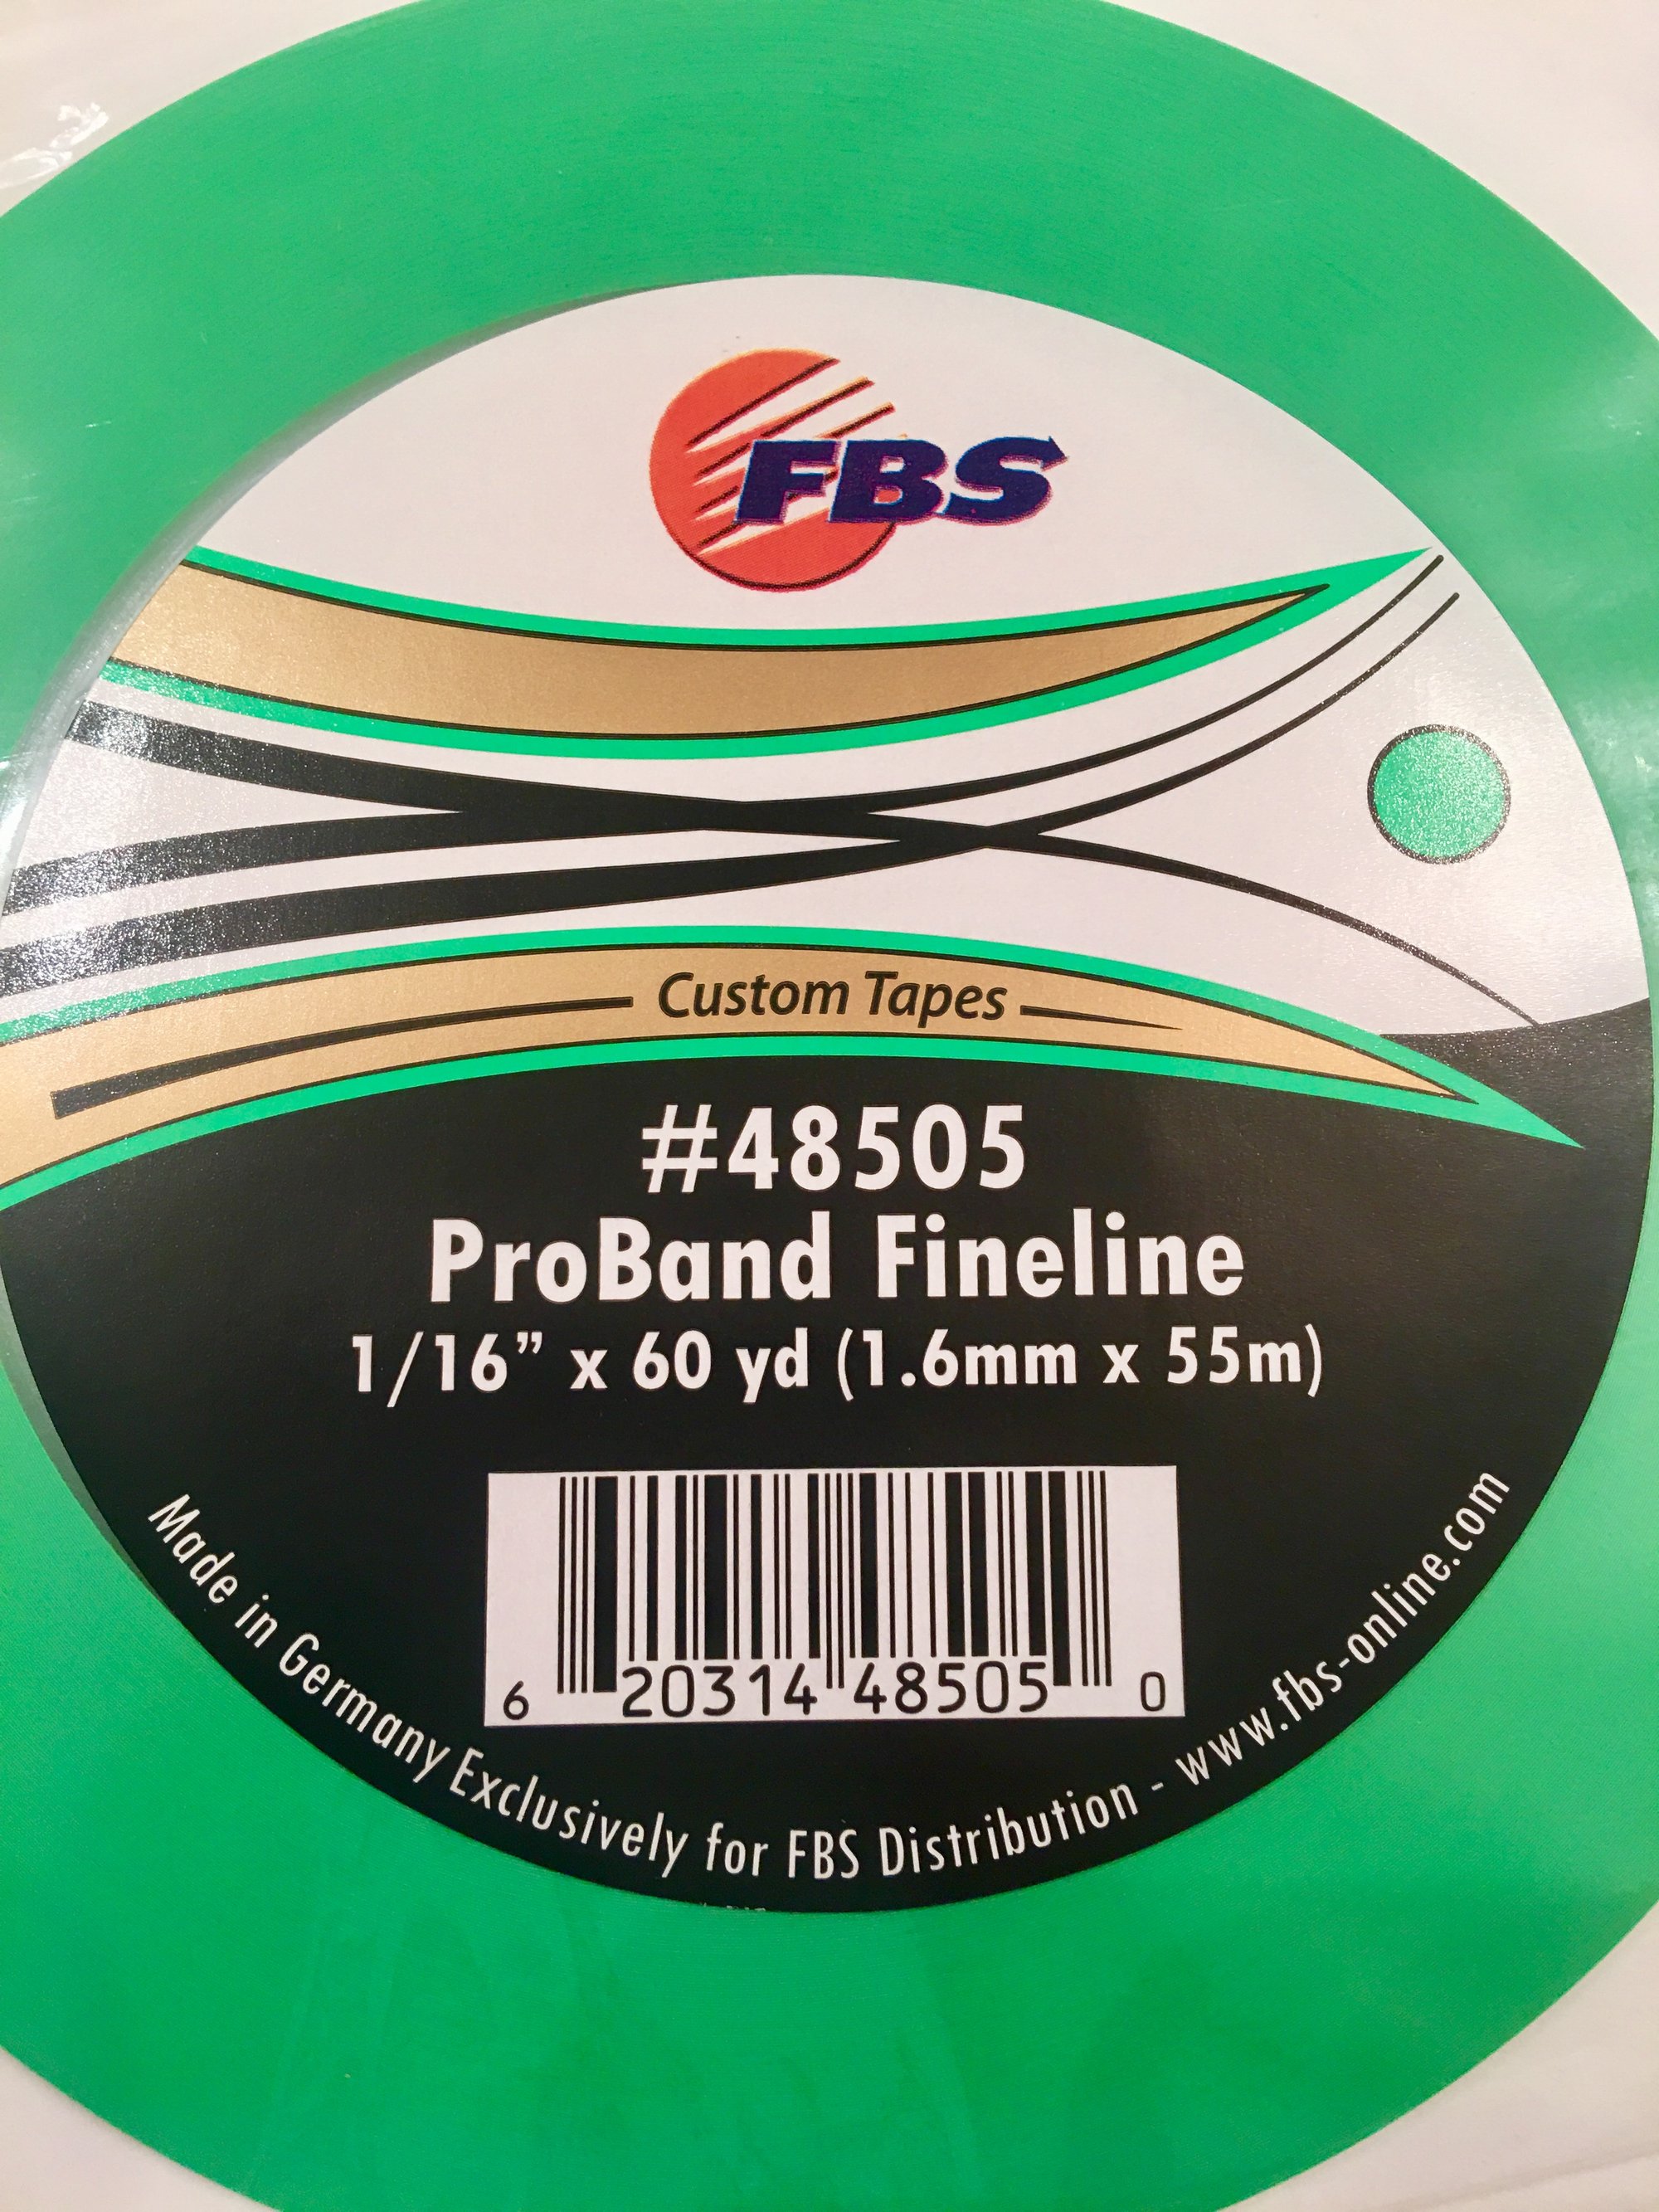 FBS
Custom Tapes
#48505
ProBand Fineline
1/16” x 60 yd (1.6mm x 55m)
6 20314 48505 0
Made in Germany Exclusively for FBS Distribution - www.fbs-online.com